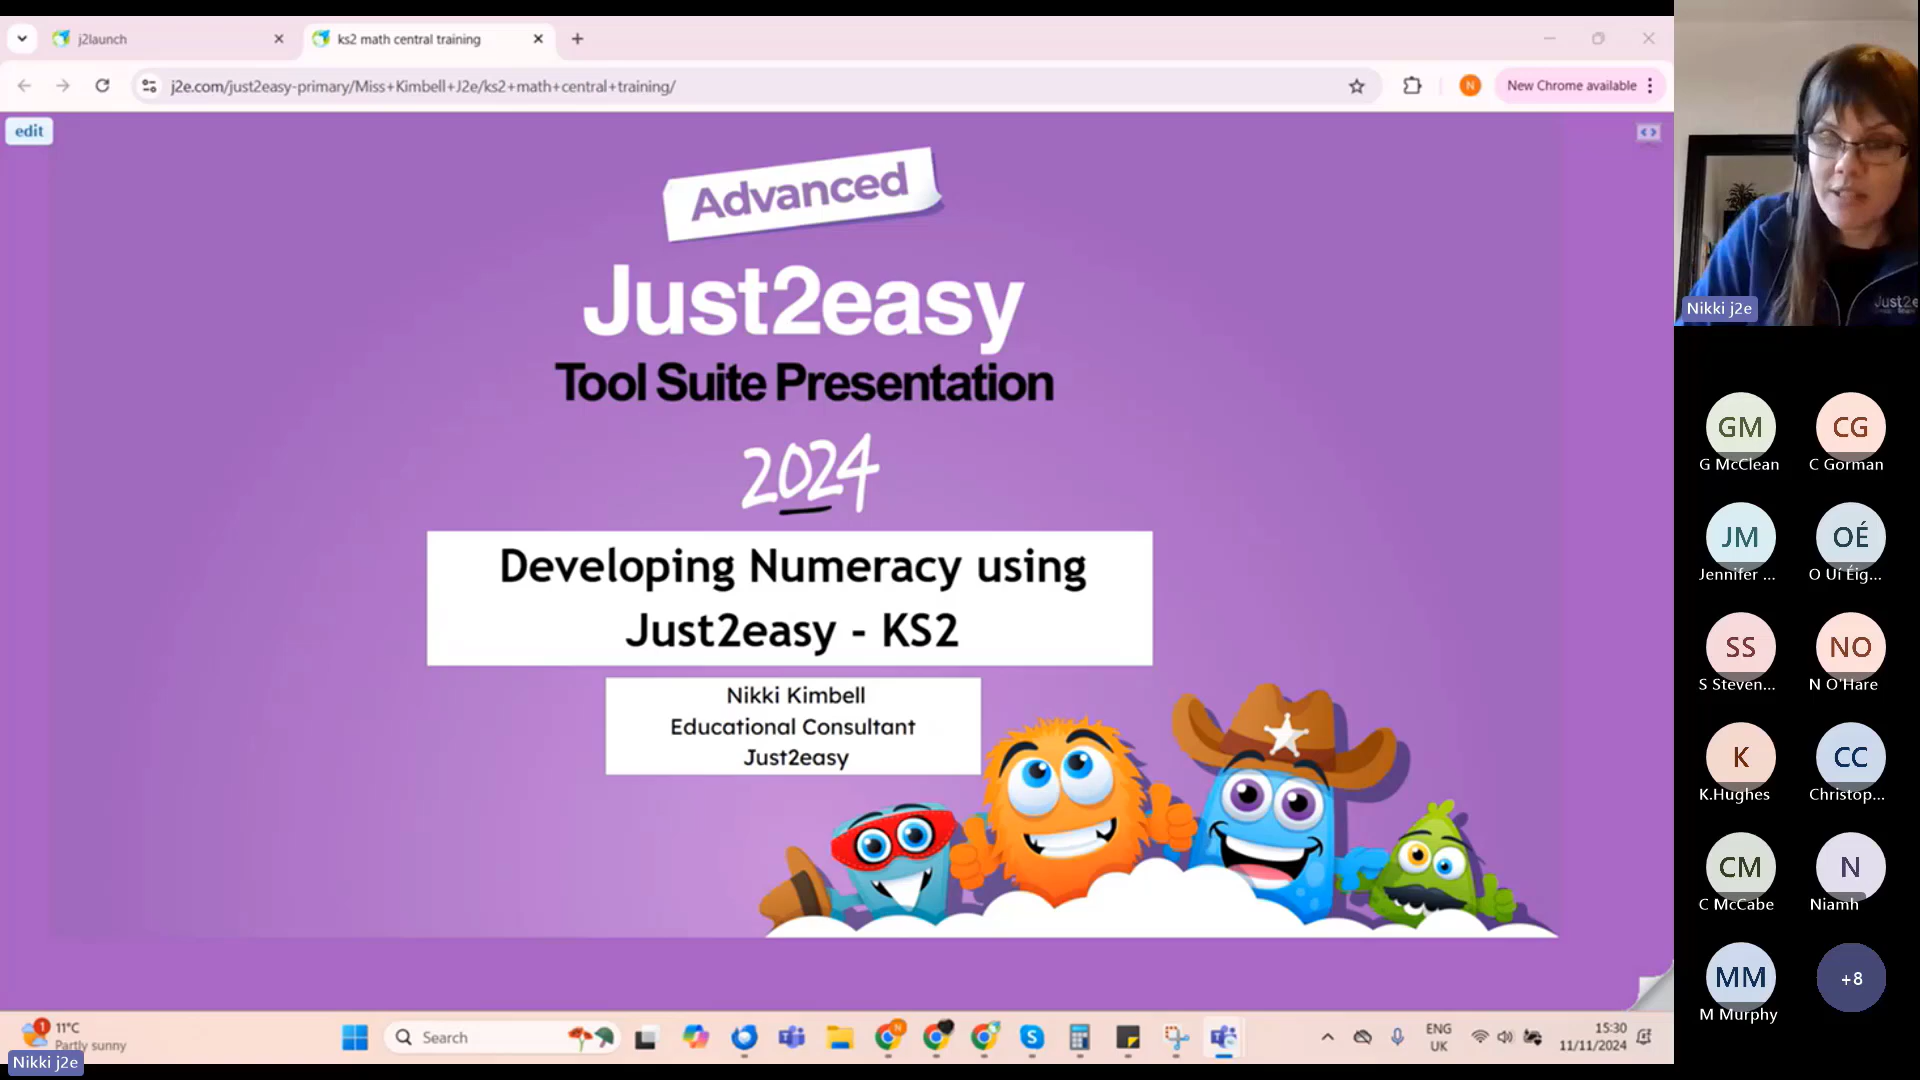 j2launch
ks2 math central training
j2e.com/just2easy-primary/Miss+Kimbell+J2e/ks2+math+central+training/
N
New Chrome available
edit
Advanced
Just2easy
Tool Suite Presentation
2024
Developing Numeracy using
Just2easy - KS2
Nikki Kimbell
Educational Consultant
Just2easy
Nikki j2e
GM
G McClean
CG
C Gorman
JM
Jennifer ...
OÉ
O Uí Éig...
SS
S Steven...
NO
N O'Hare
K
K.Hughes
CC
Christop...
CM
C McCabe
N
Niamh
MM
M Murphy
+8
1
11°C
Partly sunny
Search
ENG
UK
15:30
11/11/2024
Nikki j2e